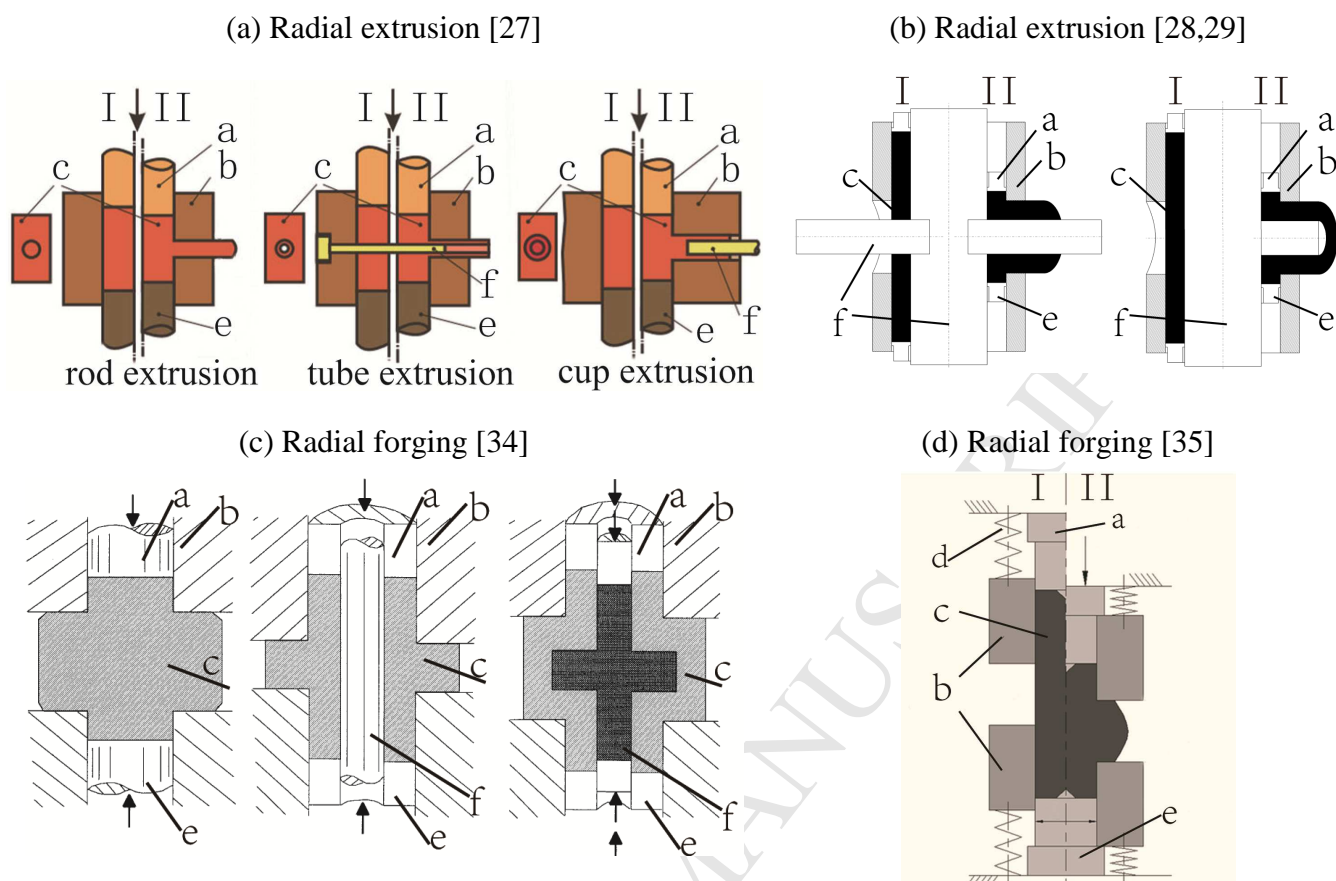 (a) Radial extrusion [27]
I II
a
b
c
e
rod extrusion
I II
a
b
c
f
e
tube extrusion
I II
a
b
c
e
f
cup extrusion
(b) Radial extrusion [28,29]
I II
a
b
c
f
e
I II
a
b
c
f
e
(c) Radial forging [34]
a
b
c
e
a
b
c
f
e
a
b
c
f
e
(d) Radial forging [35]
I II
a
d
c
b
e